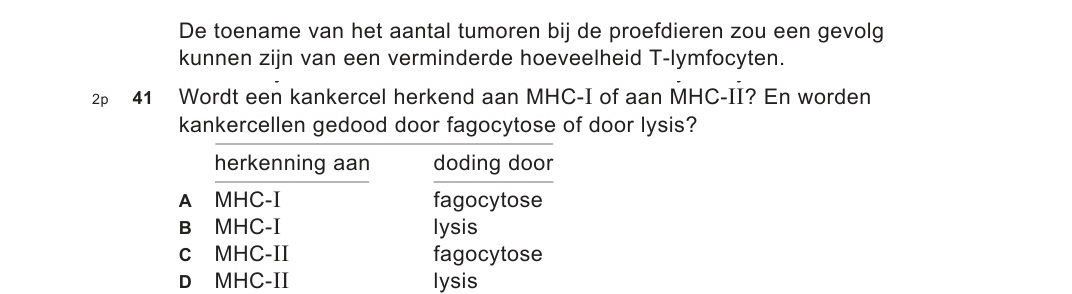 De toename van het aantal tumoren bij de proefdieren zou een gevolg
kunnen zijn van een verminderde hoeveelheid T-lymfocyten.
2p 41 Wordt een kankercel herkend aan MHC-I of aan MHC-II? En worden
kankercellen gedood door fagocytose of door lysis?
herkenning aan doding door
A MHC-I fagocytose
B MHC-I lysis
C MHC-II fagocytose
D MHC-II lysis